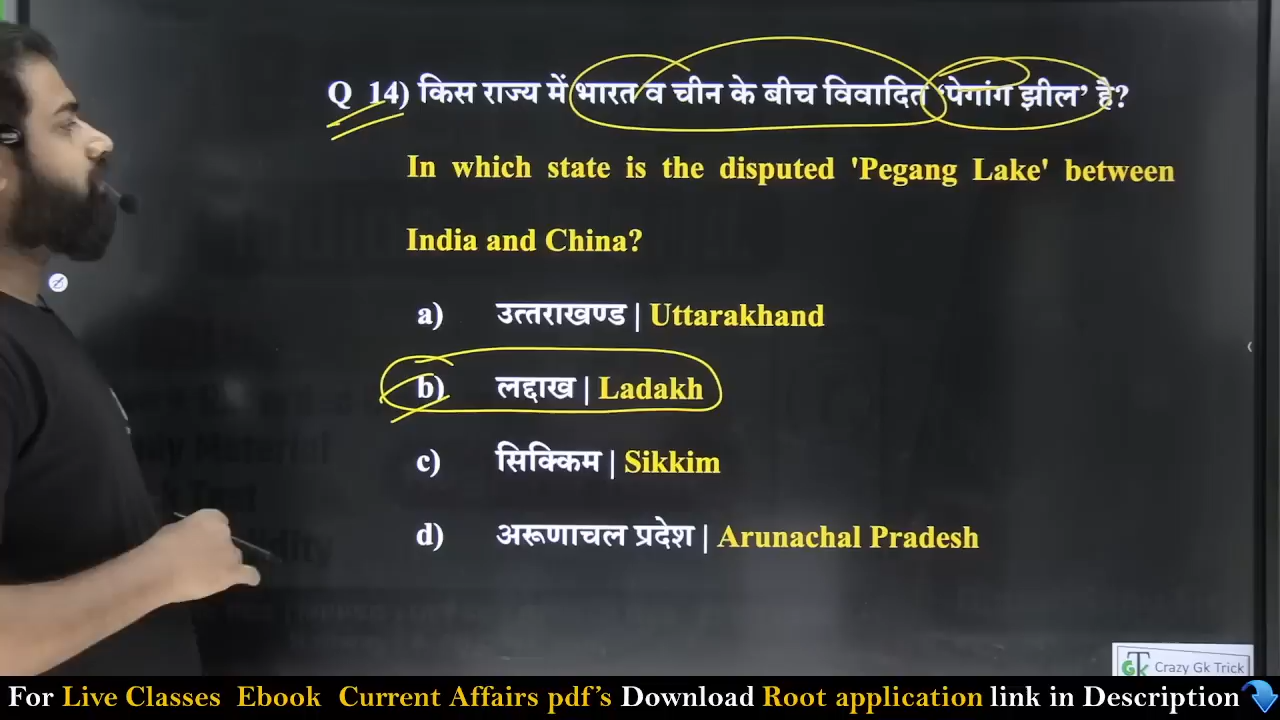 Q 14) किस राज्य में भारत व चीन के बीच विवादित ‘पेगांग झील’ है?
In which state is the disputed 'Pegang Lake' between
India and China?
a) उत्तराखण्ड | Uttarakhand
b) लद्दाख | Ladakh
c) सिक्किम | Sikkim
d) अरूणाचल प्रदेश | Arunachal Pradesh
GK Crazy Gk Trick
For Live Classes Ebook Current Affairs pdf’s Download Root application link in Description